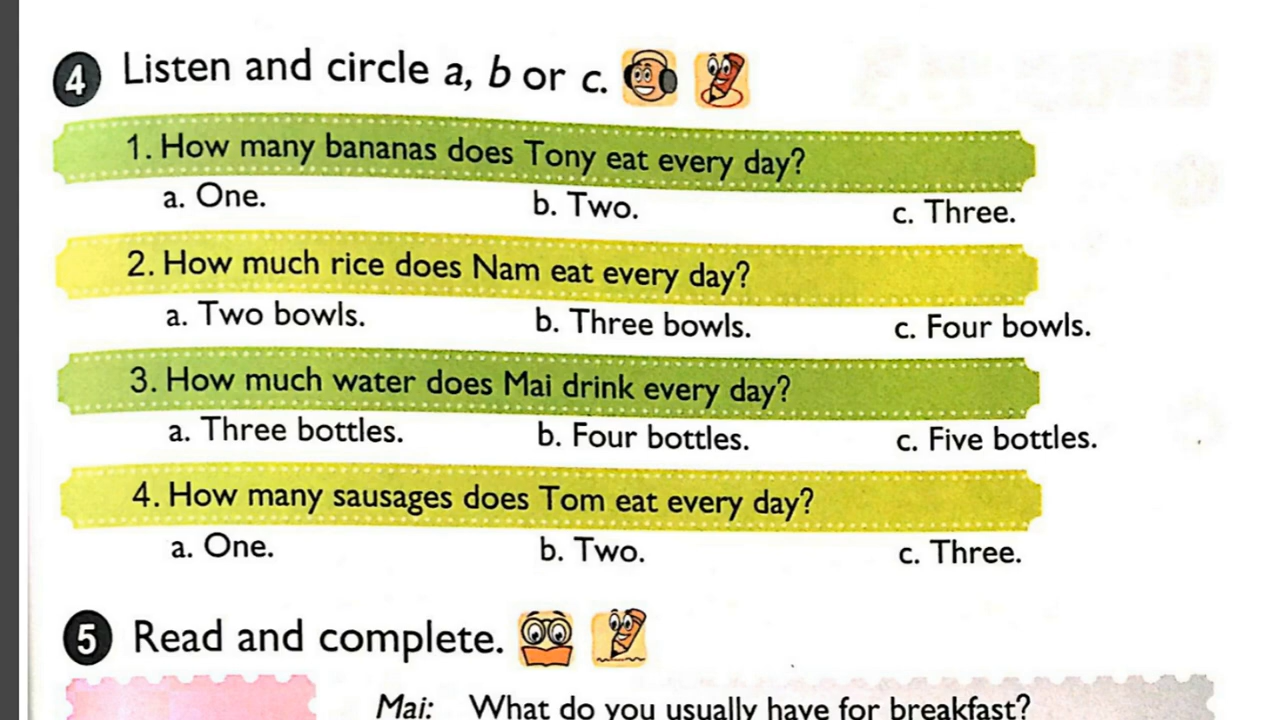 4 Listen and circle a, b or c.
1. How many bananas does Tony eat every day?
a. One. b. Two. c. Three.
2. How much rice does Nam eat every day?
a. Two bowls. b. Three bowls. c. Four bowls.
3. How much water does Mai drink every day?
a. Three bottles. b. Four bottles. c. Five bottles.
4. How many sausages does Tom eat every day?
a. One. b. Two. c. Three.
5 Read and complete.
Mai: What do you usually have for breakfast?